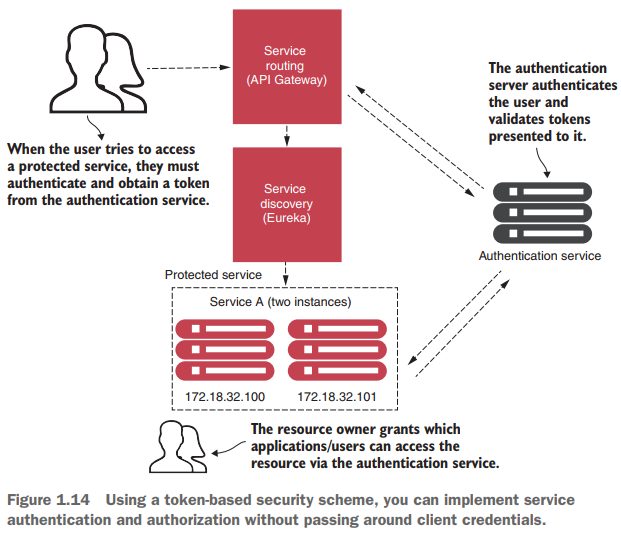 Service
routing
(API Gateway)
The authentication
server authenticates
the user and
validates tokens
presented to it.
When the user tries to access
a protected service, they must
authenticate and obtain a token
from the authentication service.
Service
discovery
(Eureka)
Authentication service
Protected service
Service A (two instances)
172.18.32.100
172.18.32.101
The resource owner grants which
applications/users can access the
resource via the authentication service.
Figure 1.14 Using a token-based security scheme, you can implement service
authentication and authorization without passing around client credentials.